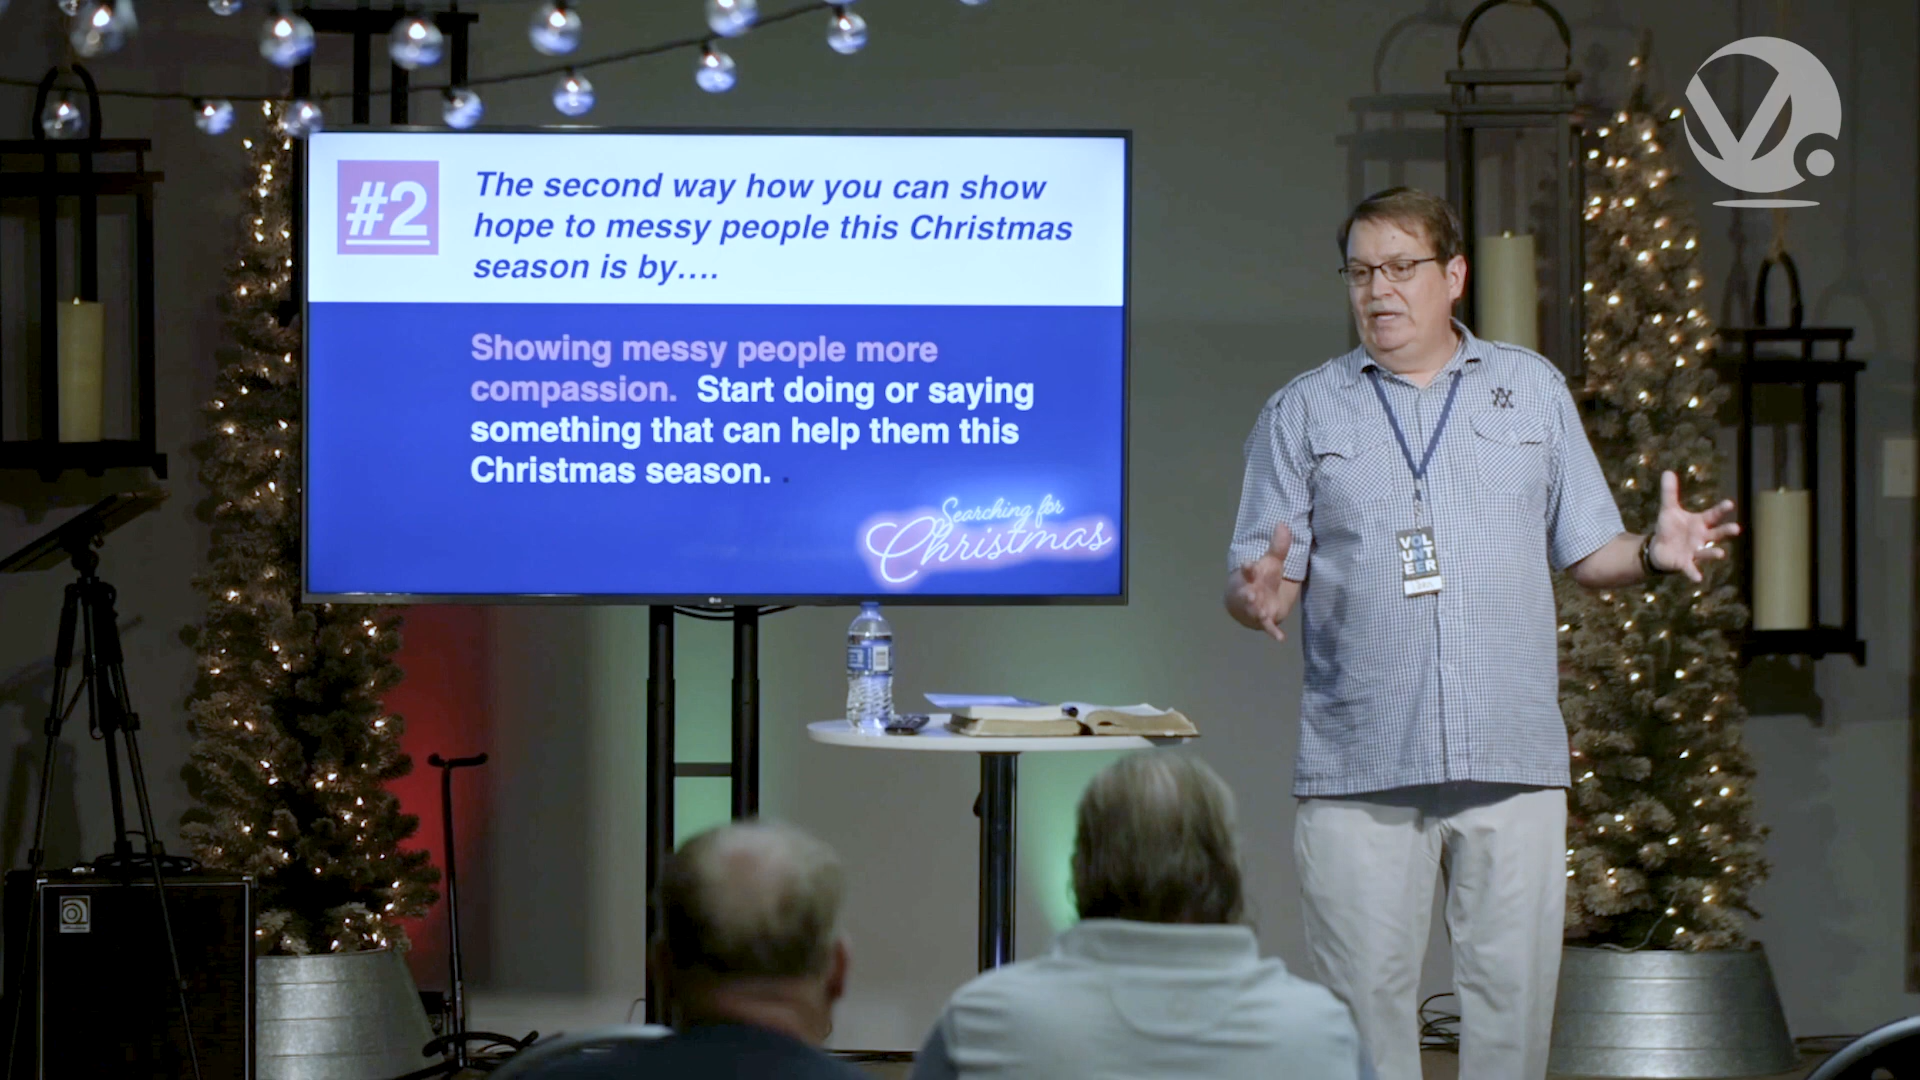 #2
The second way how you can show
hope to messy people this Christmas
season is by....
Showing messy people more
compassion. Start doing or saying
something that can help them this
Christmas season. .
Searching for
Christmas
LG
VOL
UNT
EER